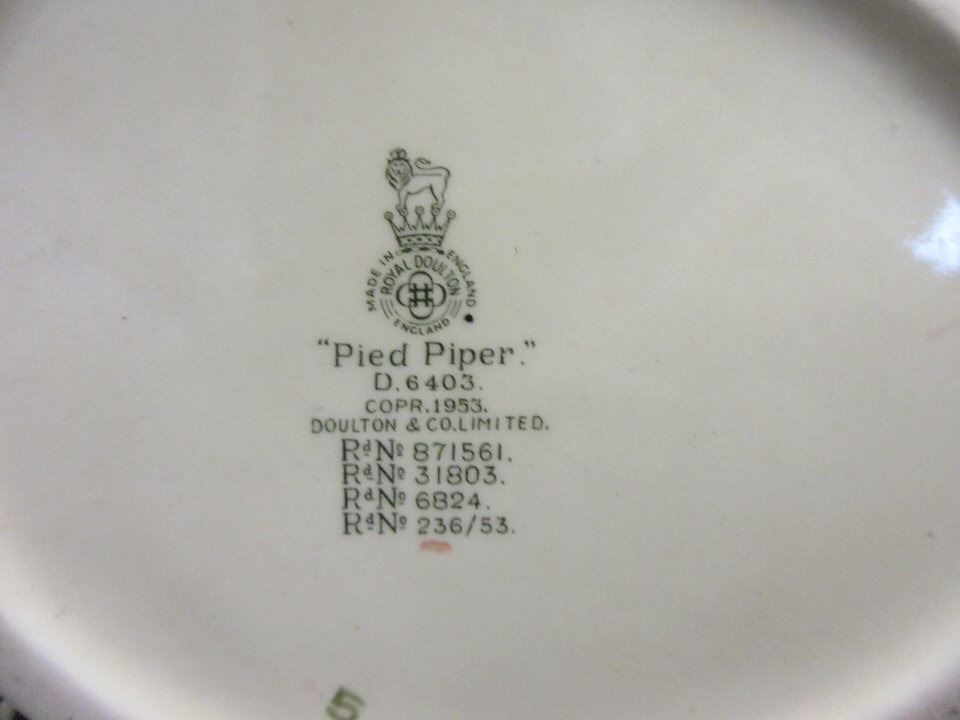 MADE IN ENGLAND
ROYAL DOULTON
ENGLAND
"Pied Piper."
D.6403.
COPR.1953.
DOULTON & CO.LIMITED.
Rd No 871561.
Rd No 31803.
Rd No 6824.
Rd No 236/53.
5